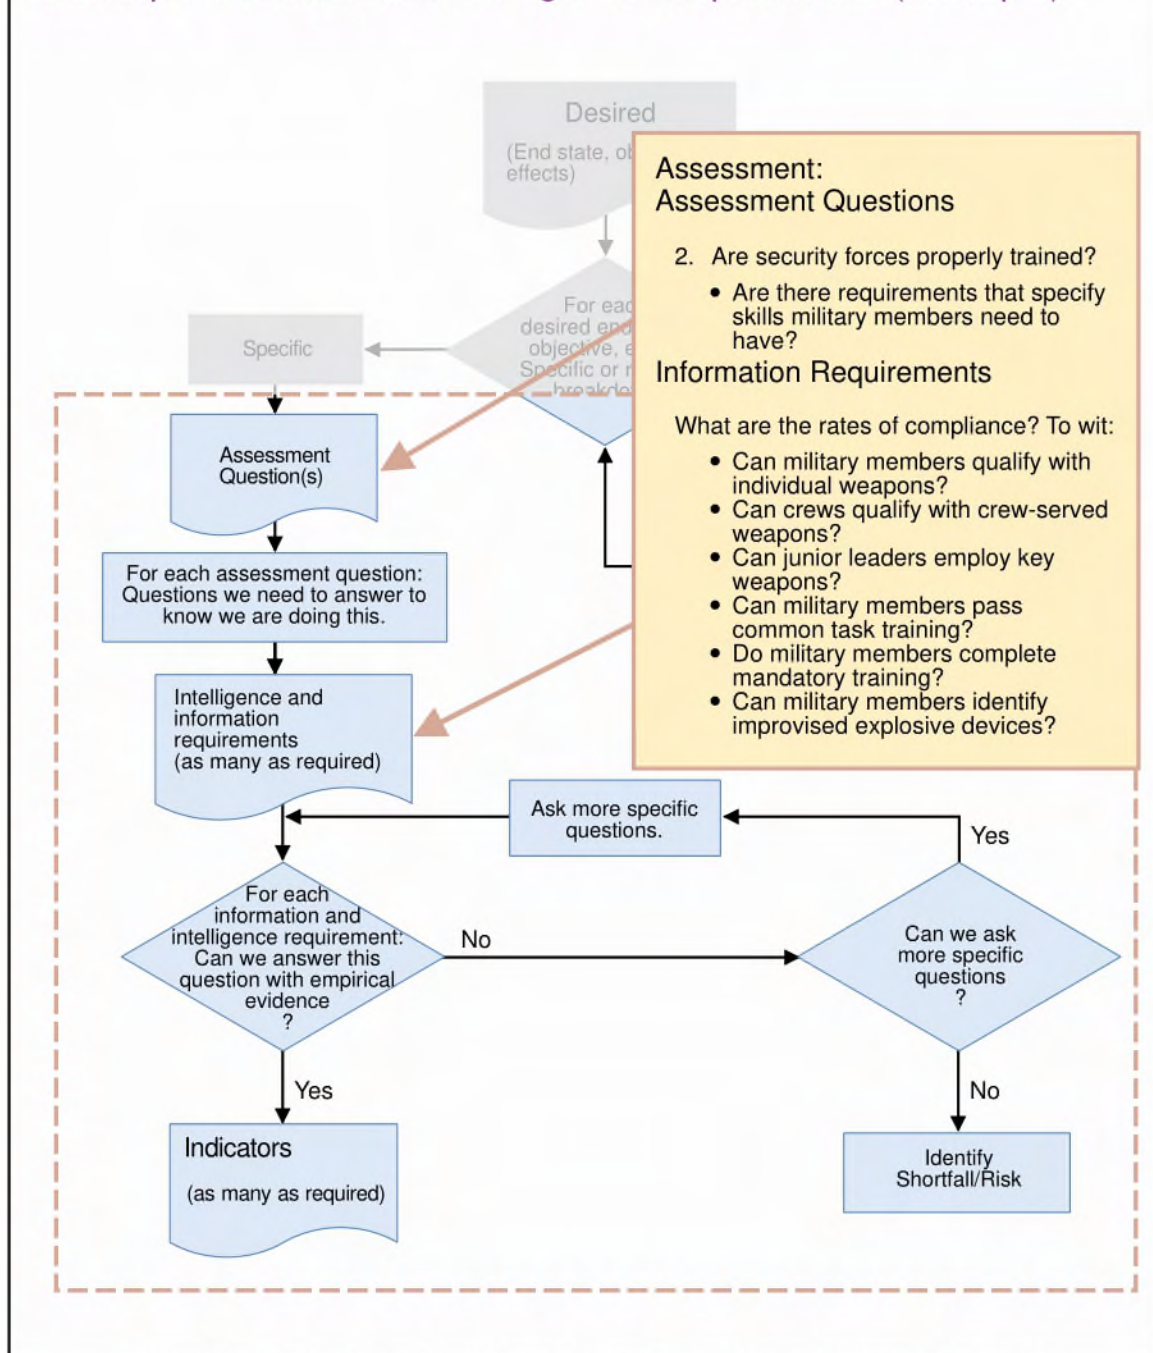 Desired
(End state, ob
effects)
For eac
desired end
objective, e
Specific or
breakdo
Specific
Assessment:
Assessment Questions
2. Are security forces properly trained?
• Are there requirements that specify
skills military members need to
have?
Information Requirements
What are the rates of compliance? To wit:
• Can military members qualify with
individual weapons?
• Can crews qualify with crew-served
weapons?
• Can junior leaders employ key
weapons?
• Can military members pass
common task training?
• Do military members complete
mandatory training?
• Can military members identify
improvised explosive devices?
Assessment
Question(s)
For each assessment question:
Questions we need to answer to
know we are doing this.
Intelligence and
information
requirements
(as many as required)
Ask more specific
questions.
Yes
For each
information and
intelligence requirement:
Can we answer this
question with empirical
evidence
?
No
Can we ask
more specific
questions
?
Yes
No
Indicators
(as many as required)
Identify
Shortfall/Risk